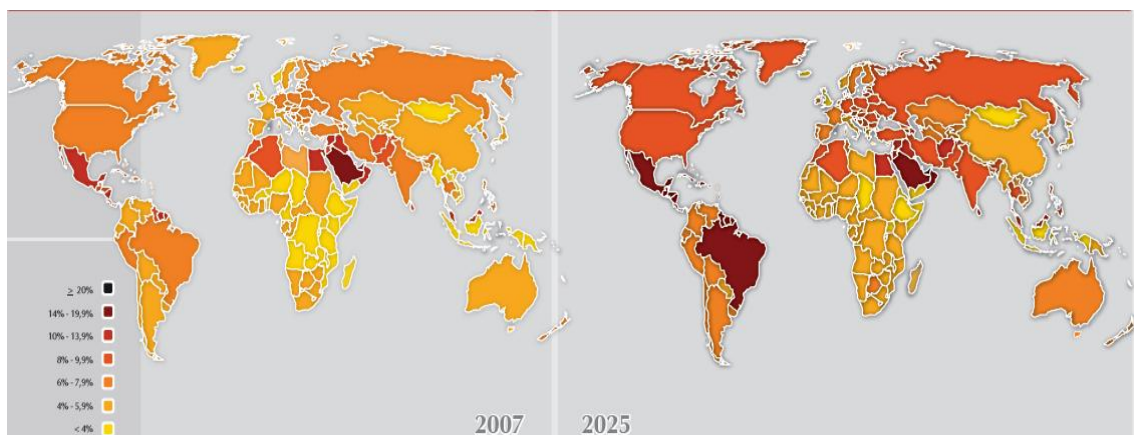 ≥ 20%
14% - 19,9%
10% - 13,9%
8% - 9,9%
6% - 7,9%
4% - 5,9%
< 4%
2007
2025